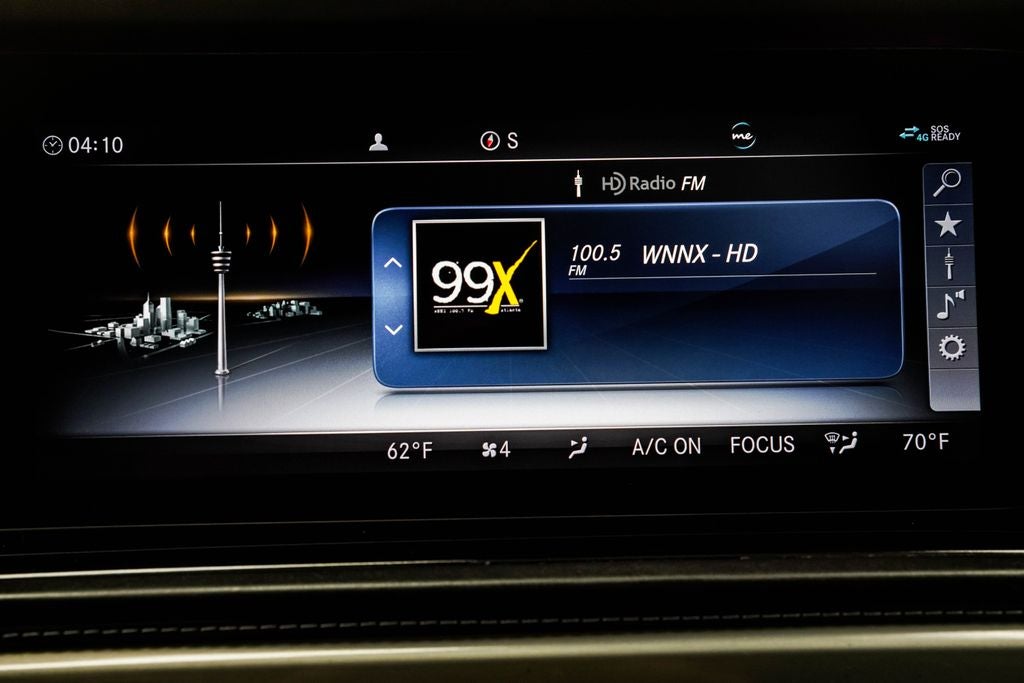 04:10
S
me
4G
SOS
READY
HD Radio FM
99X
atlanta
100.5
FM
WNNX - HD
62°F
4
A/C ON
FOCUS
70°F